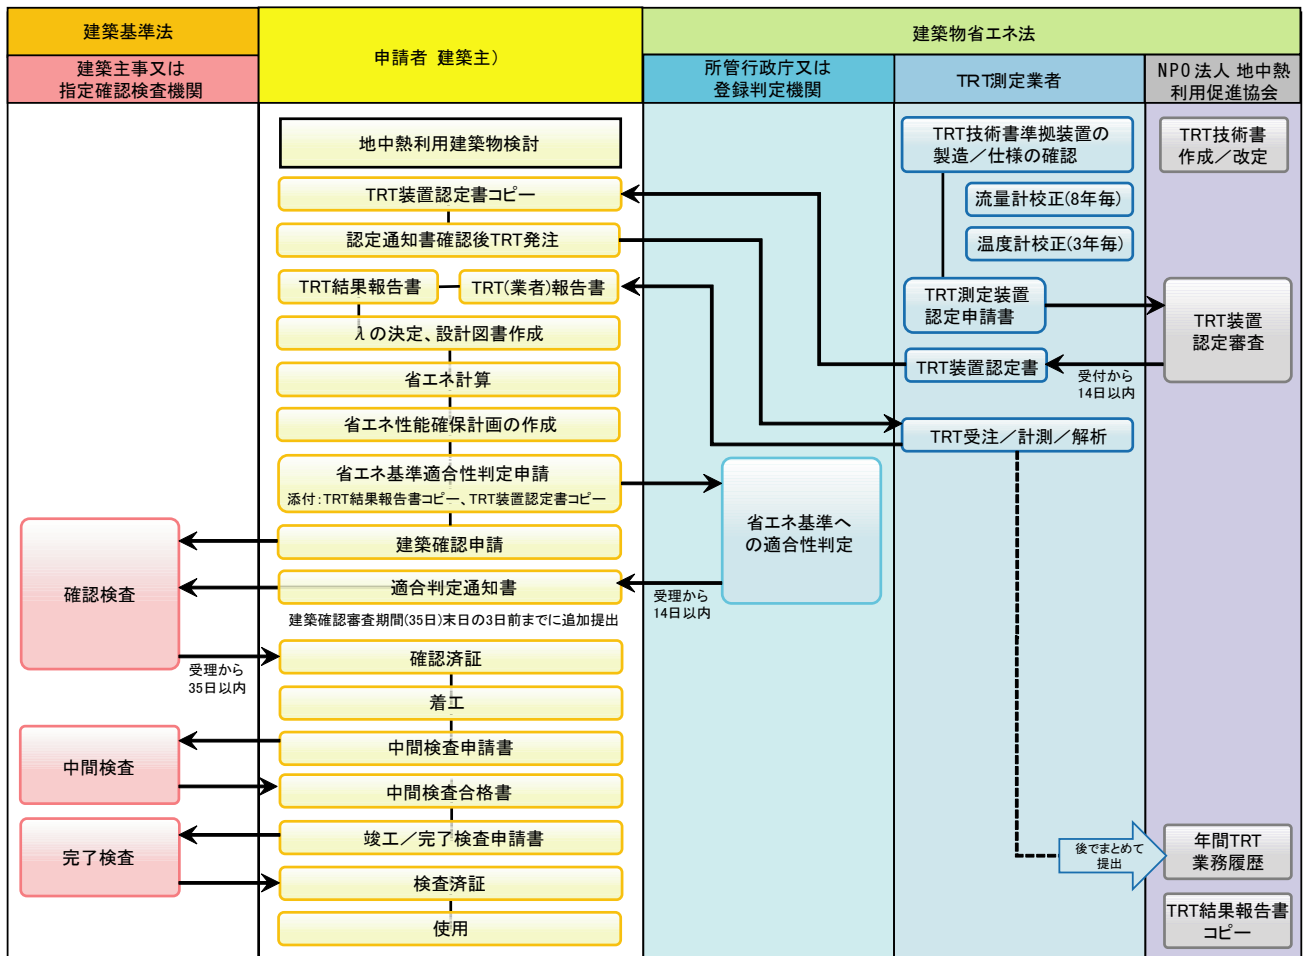 建築基準法
申請者 建築主）
建築物省エネ法
建築主事又は
指定確認検査機関
所管行政庁又は
登録判定機関
TRT測定業者
NPO法人 地中熱
利用促進協会
地中熱利用建築物検討
TRT装置認定書コピー
認定通知書確認後TRT発注
TRT結果報告書
TRT(業者)報告書
λの決定、設計図書作成
省エネ計算
省エネ性能確保計画の作成
省エネ基準適合性判定申請
添付：TRT結果報告書コピー、TRT装置認定書コピー
建築確認申請
適合判定通知書
建築確認審査期間(35日)末日の3日前までに追加提出
確認済証
着工
中間検査申請書
中間検査合格書
竣工／完了検査申請書
検査済証
使用
確認検査
受理から
35日以内
中間検査
完了検査
省エネ基準へ
の適合性判定
受理から
14日以内
TRT技術書準拠装置の
製造／仕様の確認
流量計校正(8年毎)
温度計校正(3年毎)
TRT測定装置
認定申請書
TRT装置認定書
受付から
14日以内
TRT受注／計測／解析
後でまとめて
提出
TRT技術書
作成／改定
TRT装置
認定審査
年間TRT
業務履歴
TRT結果報告書
コピー